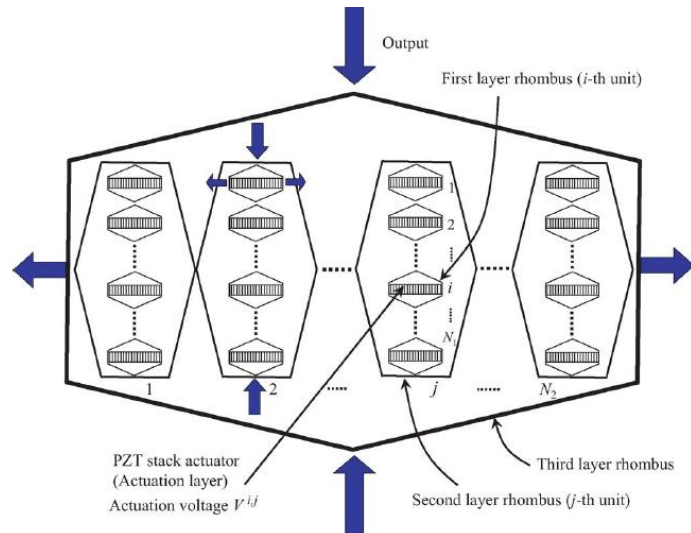 Output
First layer rhombus (i-th unit)
1
2
i
N₁
1
2
j
N₂
PZT stack actuator
(Actuation layer)
Actuation voltage V^{i,j}
Third layer rhombus
Second layer rhombus (j-th unit)